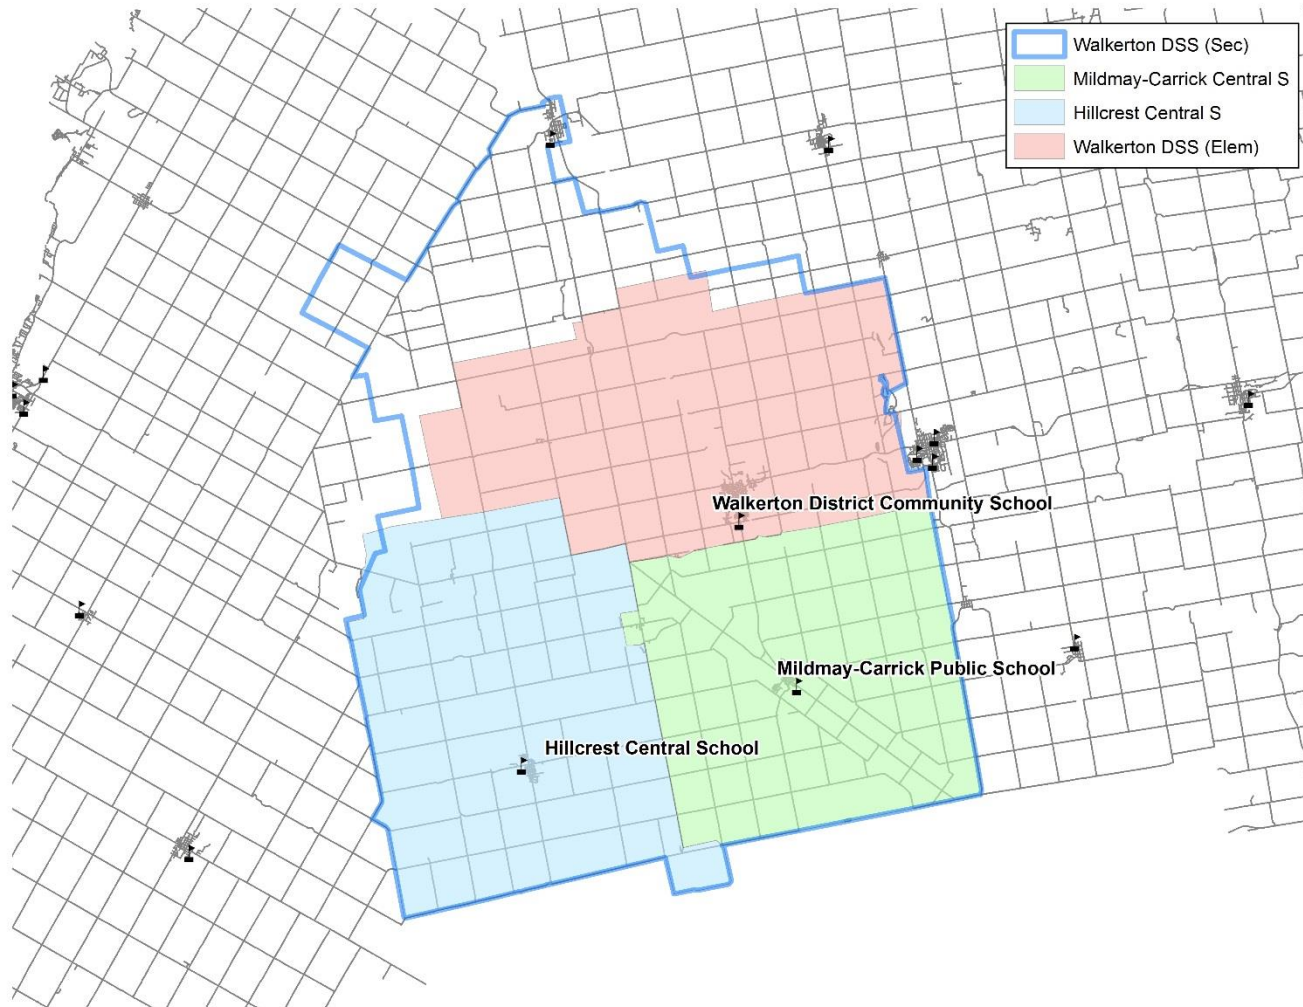 Walkerton DSS (Sec)
Mildmay-Carrick Central S
Hillcrest Central S
Walkerton DSS (Elem)
Walkerton District Community School
Mildmay-Carrick Public School
Hillcrest Central School